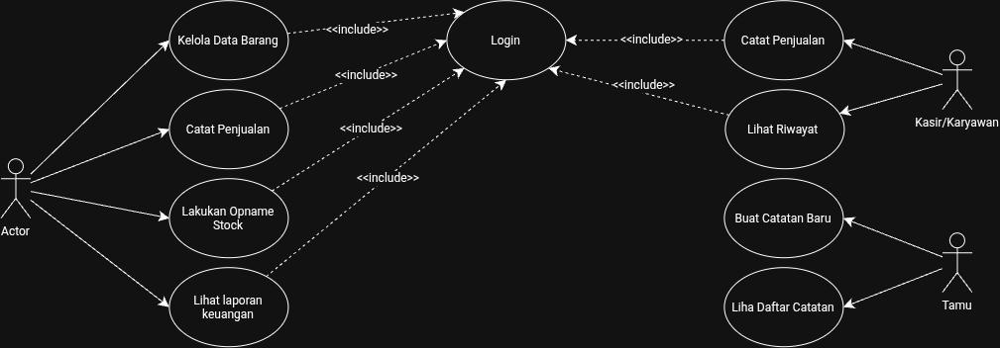 Kelola Data Barang
<<include>>
Login
<<include>>
Catat Penjualan
<<include>>
<<include>>
Catat Penjualan
<<include>>
Lihat Riwayat
Kasir/Karyawan
<<include>>
Lakukan Opname
Stock
Actor
Buat Catatan Baru
Lihat laporan
keuangan
Liha Daftar Catatan
Tamu